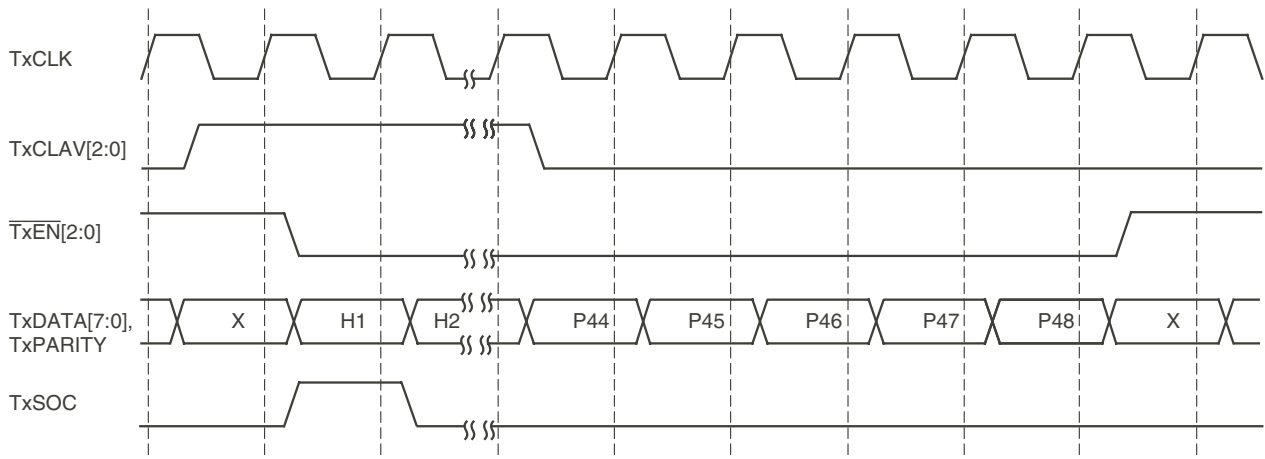 TxCLK
TxCLAV[2:0]
TxEN[2:0]
TxDATA[7:0],
TxPARITY
X H1 H2 P44 P45 P46 P47 P48 X
TxSOC